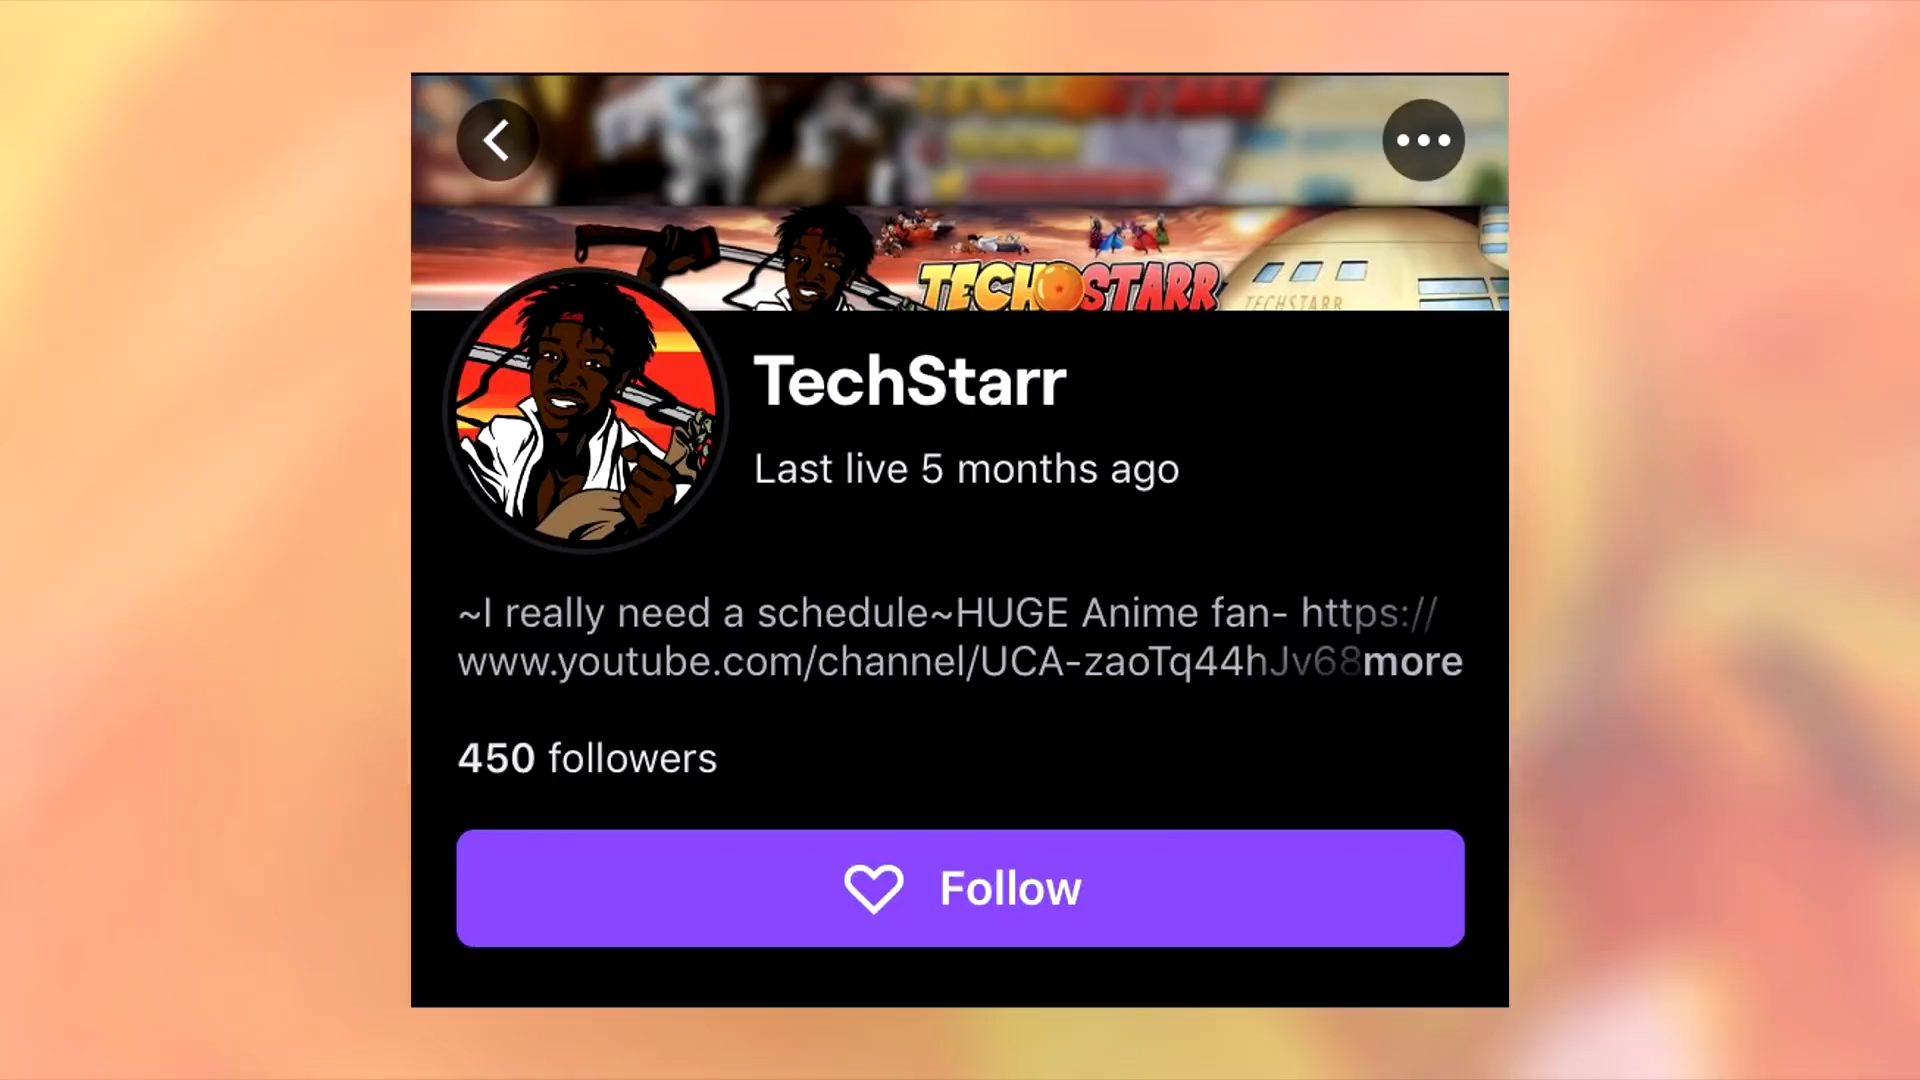 TECHOSTARR
TECHSTARR
TechStarr
Last live 5 months ago
~I really need a schedule~HUGE Anime fan- https://
www.youtube.com/channel/UCA-zaoTq44hJv68more
450 followers
Follow